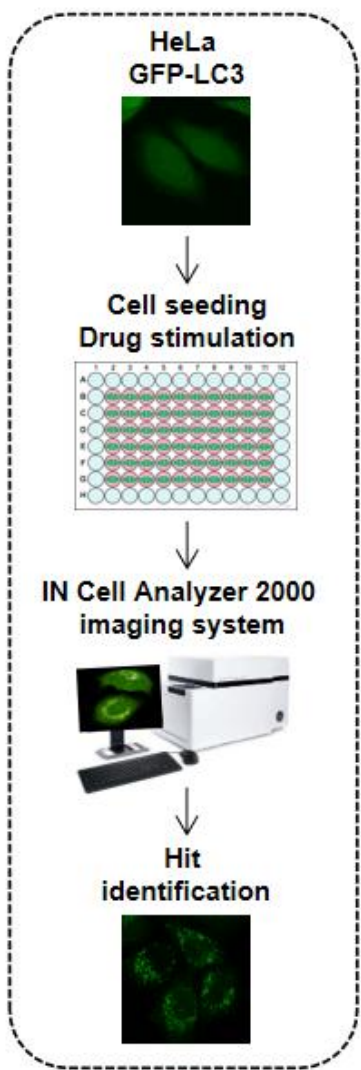 HeLa
GFP-LC3
Cell seeding
Drug stimulation
1 2 3 4 5 6 7 8 9 10 11 12
A
B
C
D
E
F
G
H
IN Cell Analyzer 2000
imaging system
Hit
identification